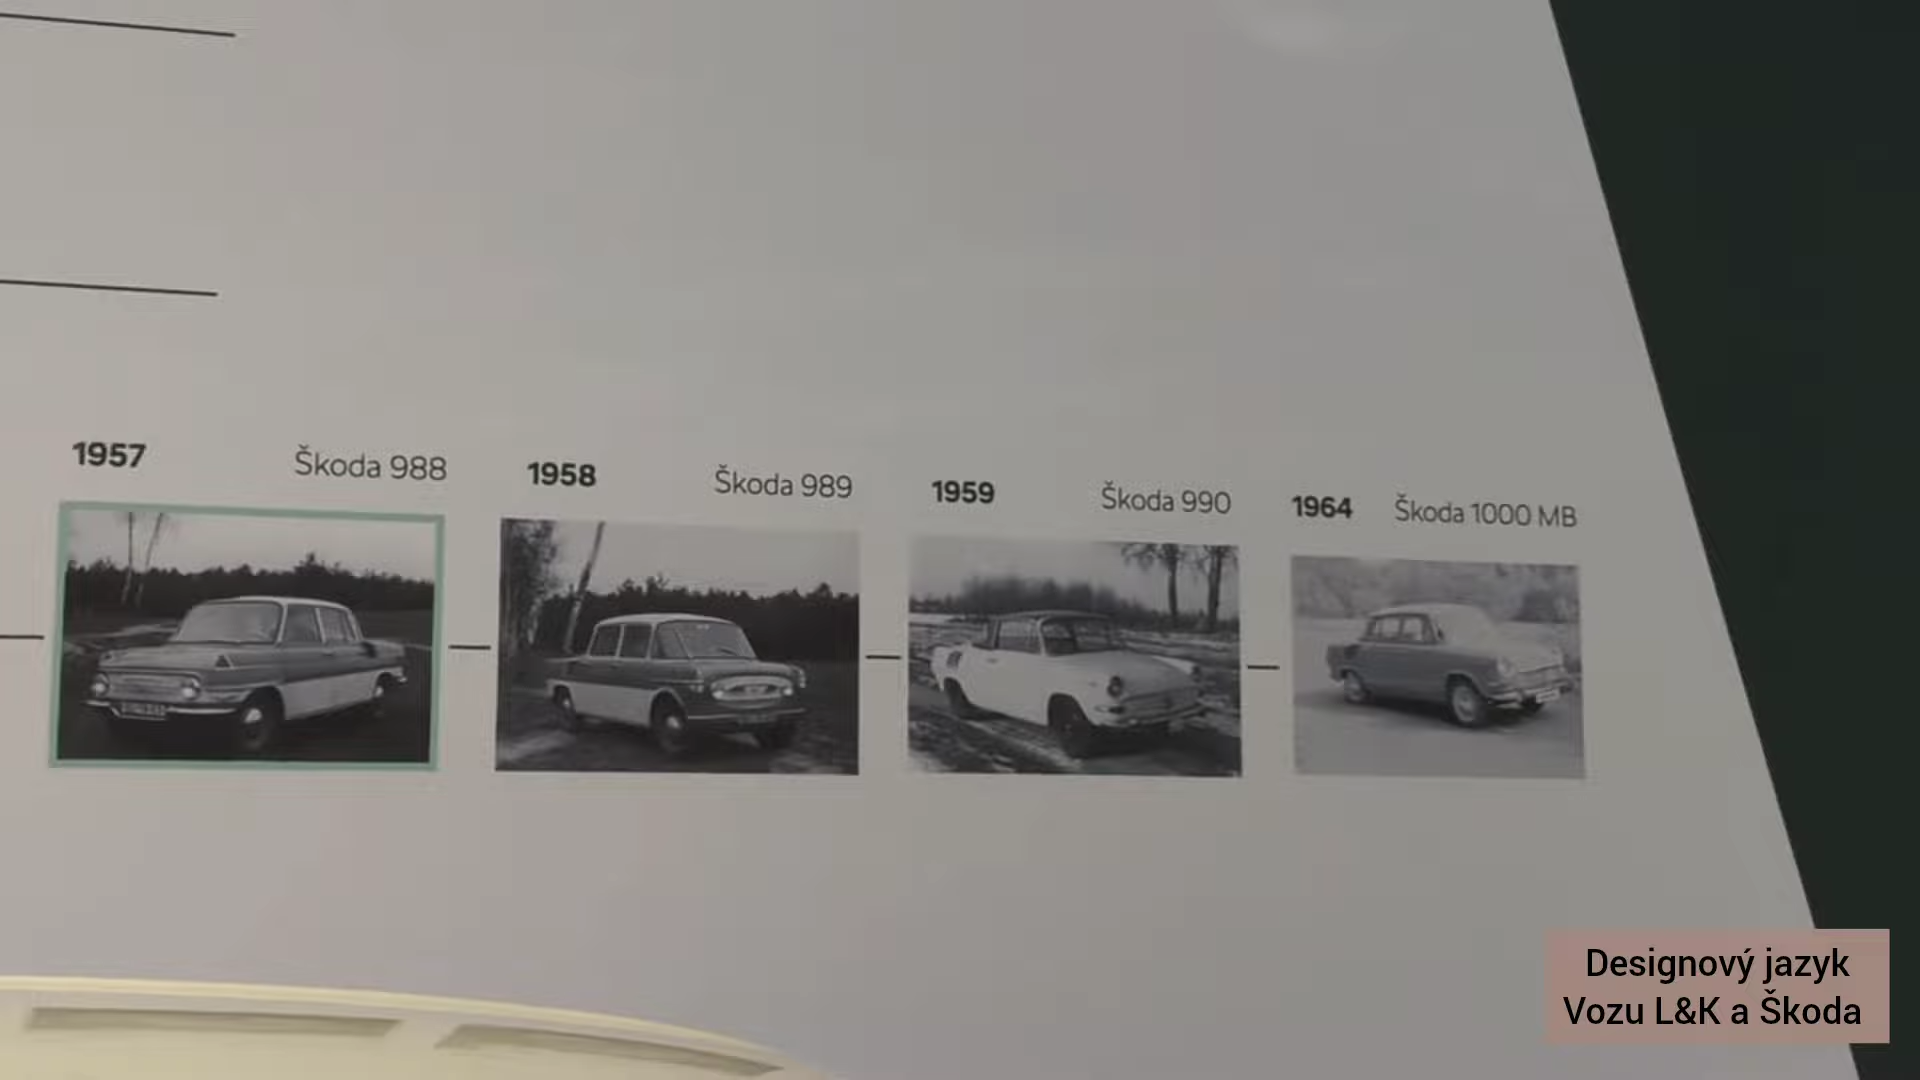 1957 Škoda 988
1958 Škoda 989
1959 Škoda 990
1964 Škoda 1000 MB
Designový jazyk
Vozu L&K a Škoda